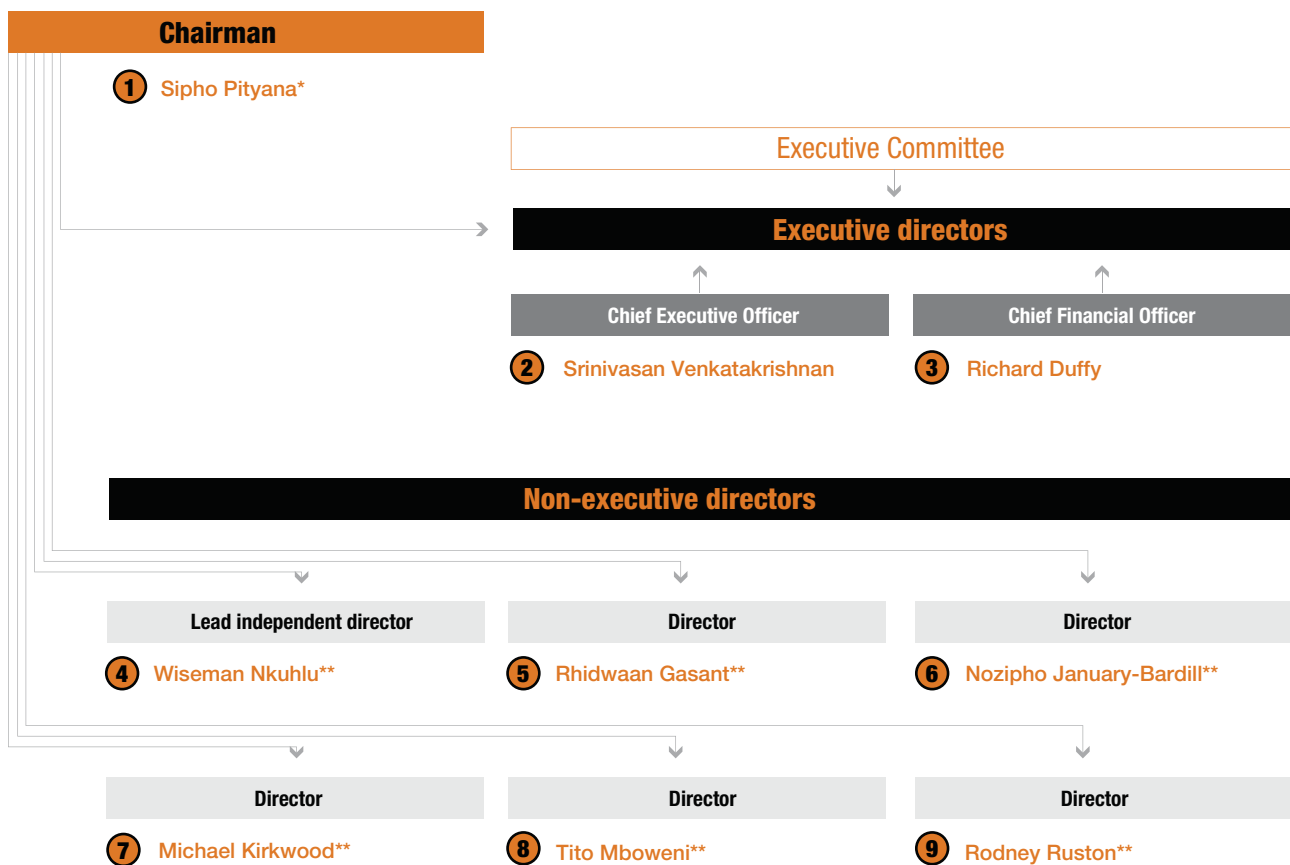 Chairman
1 Sipho Pityana*
Executive Committee
Executive directors
Chief Executive Officer
Chief Financial Officer
2 Srinivasan Venkatakrishnan
3 Richard Duffy
Non-executive directors
Lead independent director
Director
Director
4 Wiseman Nkuhlu**
5 Rhidwaan Gasant**
6 Nozipho January-Bardill**
Director
Director
Director
7 Michael Kirkwood**
8 Tito Mboweni**
9 Rodney Ruston**